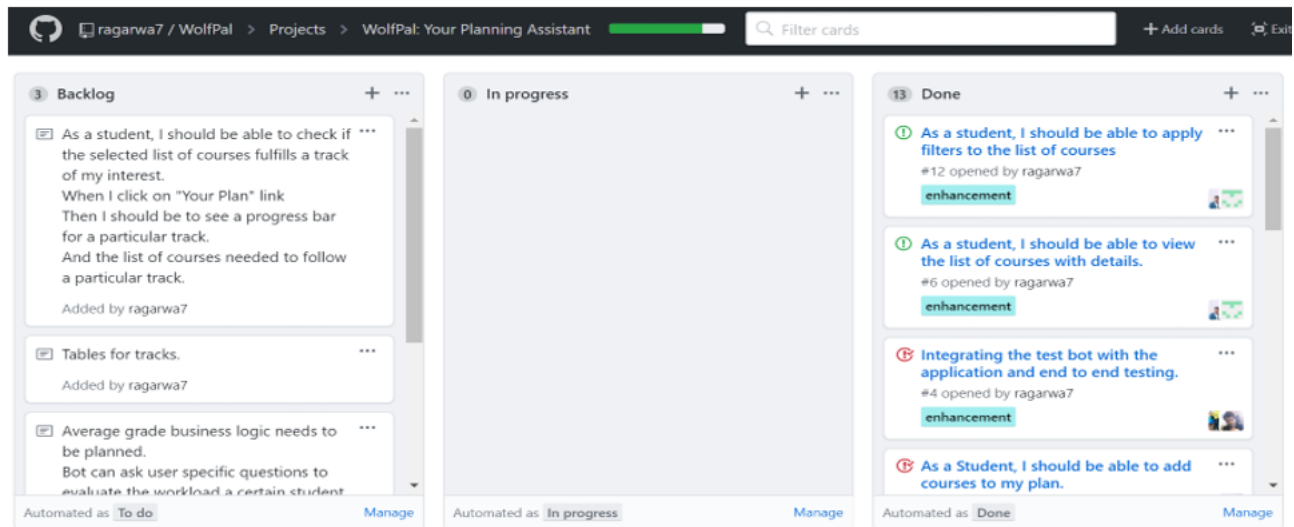 ragarwa7 / WolfPal > Projects > WolfPal: Your Planning Assistant
Filter cards
+ Add cards
Exit
3 Backlog
As a student, I should be able to check if
the selected list of courses fulfills a track
of my interest.
When I click on "Your Plan" link
Then I should be to see a progress bar
for a particular track.
And the list of courses needed to follow
a particular track.
Added by ragarwa7
Tables for tracks.
Added by ragarwa7
Average grade business logic needs to
be planned.
Bot can ask user specific questions to
evaluate the workload a certain student
Automated as To do
Manage
0 In progress
Automated as In progress
Manage
13 Done
As a student, I should be able to apply
filters to the list of courses
#12 opened by ragarwa7
enhancement
As a student, I should be able to view
the list of courses with details.
#6 opened by ragarwa7
enhancement
Integrating the test bot with the
application and end to end testing.
#4 opened by ragarwa7
enhancement
As a Student, I should be able to add
courses to my plan.
Automated as Done
Manage